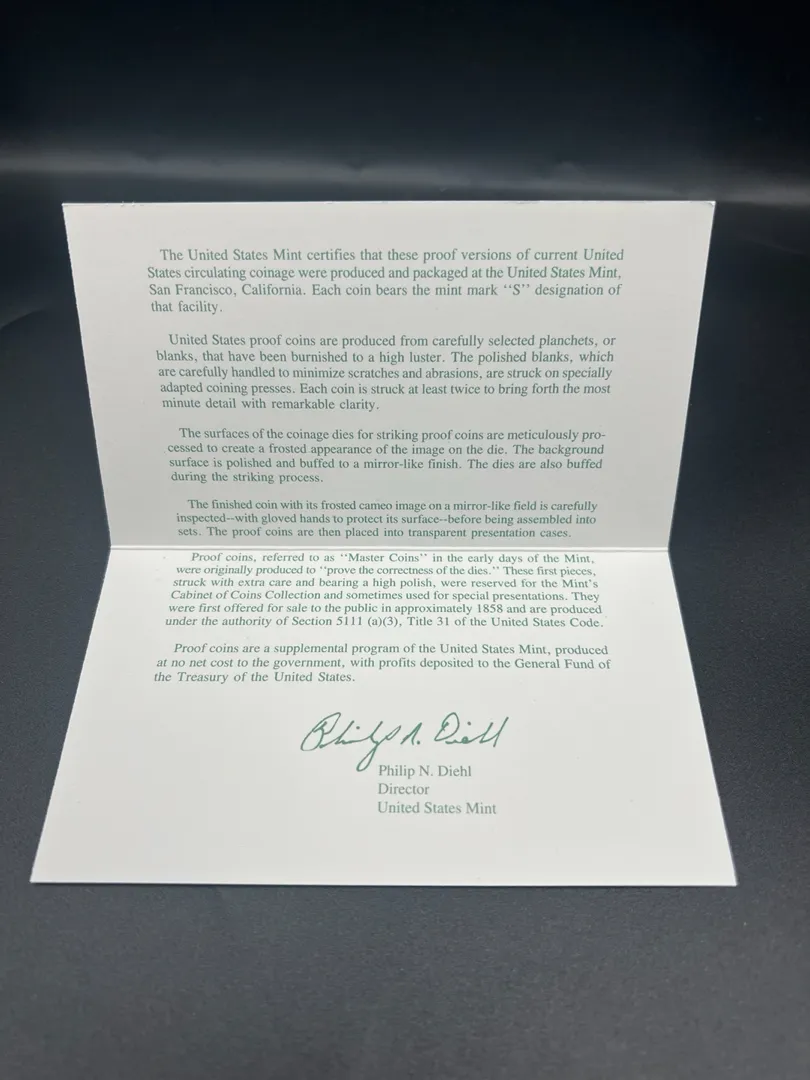 The United States Mint certifies that these proof versions of current United
States circulating coinage were produced and packaged at the United States Mint,
San Francisco, California. Each coin bears the mint mark ‘‘S’’ designation of
that facility.
United States proof coins are produced from carefully selected planchets, or
blanks, that have been burnished to a high luster. The polished blanks, which
are carefully handled to minimize scratches and abrasions, are struck on specially
adapted coining presses. Each coin is struck at least twice to bring forth the most
minute detail with remarkable clarity.
The surfaces of the coinage dies for striking proof coins are meticulously pro-
cessed to create a frosted appearance of the image on the die. The background
surface is polished and buffed to a mirror-like finish. The dies are also buffed
during the striking process.
The finished coin with its frosted cameo image on a mirror-like field is carefully
inspected--with gloved hands to protect its surface--before being assembled into
sets. The proof coins are then placed into transparent presentation cases.
Proof coins, referred to as ‘‘Master Coins’’ in the early days of the Mint,
were originally produced to ‘‘prove the correctness of the dies.’’ These first pieces,
struck with extra care and bearing a high polish, were reserved for the Mint's
Cabinet of Coins Collection and sometimes used for special presentations. They
were first offered for sale to the public in approximately 1858 and are produced
under the authority of Section 5111 (a)(3), Title 31 of the United States Code.
Proof coins are a supplemental program of the United States Mint, produced
at no net cost to the government, with profits deposited to the General Fund of
the Treasury of the United States.
Philip N. Diehl
Philip N. Diehl
Director
United States Mint